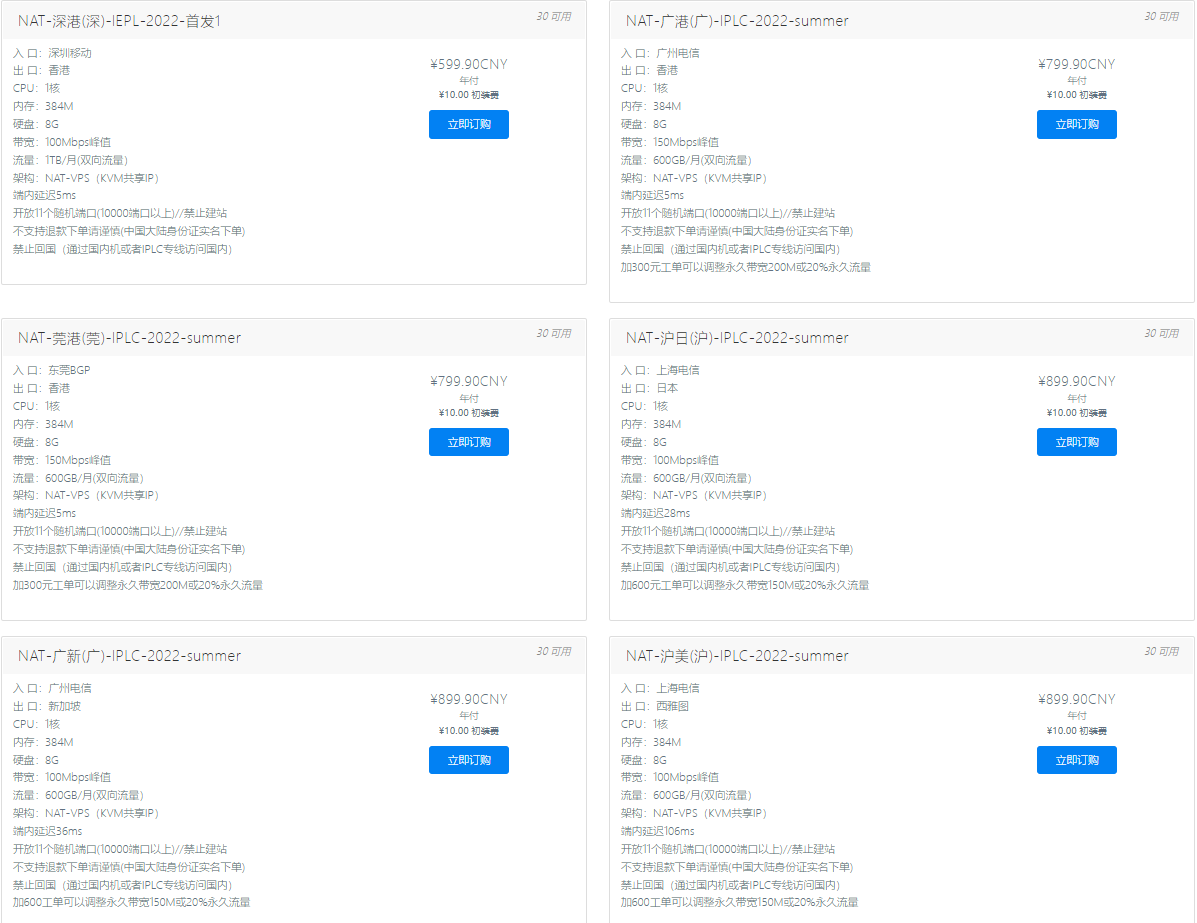 NAT-深港(深)-IEPL-2022-首发1
30 可用
入 口：深圳移动
出 口：香港
CPU：1核
内存：384M
硬盘：8G
带宽：100Mbps峰值
流量：1TB/月(双向流量)
架构：NAT-VPS（KVM共享IP）
端内延迟5ms
开放11个随机端口(10000端口以上)//禁止建站
不支持退款下单请谨慎(中国大陆身份证实名下单)
禁止回国（通过国内机或者IPLC专线访问国内）
¥599.90CNY
年付
¥10.00 初装费
立即订购
NAT-广港(广)-IPLC-2022-summer
30 可用
入 口：广州电信
出 口：香港
CPU：1核
内存：384M
硬盘：8G
带宽：150Mbps峰值
流量：600GB/月(双向流量)
架构：NAT-VPS（KVM共享IP）
端内延迟5ms
开放11个随机端口(10000端口以上)//禁止建站
不支持退款下单请谨慎(中国大陆身份证实名下单)
禁止回国（通过国内机或者IPLC专线访问国内）
加300元工单可以调整永久带宽200M或20%永久流量
¥799.90CNY
年付
¥10.00 初装费
立即订购
NAT-莞港(莞)-IPLC-2022-summer
30 可用
入 口：东莞BGP
出 口：香港
CPU：1核
内存：384M
硬盘：8G
带宽：150Mbps峰值
流量：600GB/月(双向流量)
架构：NAT-VPS（KVM共享IP）
端内延迟5ms
开放11个随机端口(10000端口以上)//禁止建站
不支持退款下单请谨慎(中国大陆身份证实名下单)
禁止回国（通过国内机或者IPLC专线访问国内）
加300元工单可以调整永久带宽200M或20%永久流量
¥799.90CNY
年付
¥10.00 初装费
立即订购
NAT-沪日(沪)-IPLC-2022-summer
30 可用
入 口：上海电信
出 口：日本
CPU：1核
内存：384M
硬盘：8G
带宽：100Mbps峰值
流量：600GB/月(双向流量)
架构：NAT-VPS（KVM共享IP）
端内延迟28ms
开放11个随机端口(10000端口以上)//禁止建站
不支持退款下单请谨慎(中国大陆身份证实名下单)
禁止回国（通过国内机或者IPLC专线访问国内）
加600元工单可以调整永久带宽150M或20%永久流量
¥899.90CNY
年付
¥10.00 初装费
立即订购
NAT-广新(广)-IPLC-2022-summer
30 可用
入 口：广州电信
出 口：新加坡
CPU：1核
内存：384M
硬盘：8G
带宽：100Mbps峰值
流量：600GB/月(双向流量)
架构：NAT-VPS（KVM共享IP）
端内延迟36ms
开放11个随机端口(10000端口以上)//禁止建站
不支持退款下单请谨慎(中国大陆身份证实名下单)
禁止回国（通过国内机或者IPLC专线访问国内）
加600工单可以调整永久带宽150M或20%永久流量
¥899.90CNY
年付
¥10.00 初装费
立即订购
NAT-沪美(沪)-IPLC-2022-summer
30 可用
入 口：上海电信
出 口：西雅图
CPU：1核
内存：384M
硬盘：8G
带宽：100Mbps峰值
流量：600GB/月(双向流量)
架构：NAT-VPS（KVM共享IP）
端内延迟106ms
开放11个随机端口(10000端口以上)//禁止建站
不支持退款下单请谨慎(中国大陆身份证实名下单)
禁止回国（通过国内机或者IPLC专线访问国内）
加600工单可以调整永久带宽150M或20%永久流量
¥899.90CNY
年付
¥10.00 初装费
立即订购